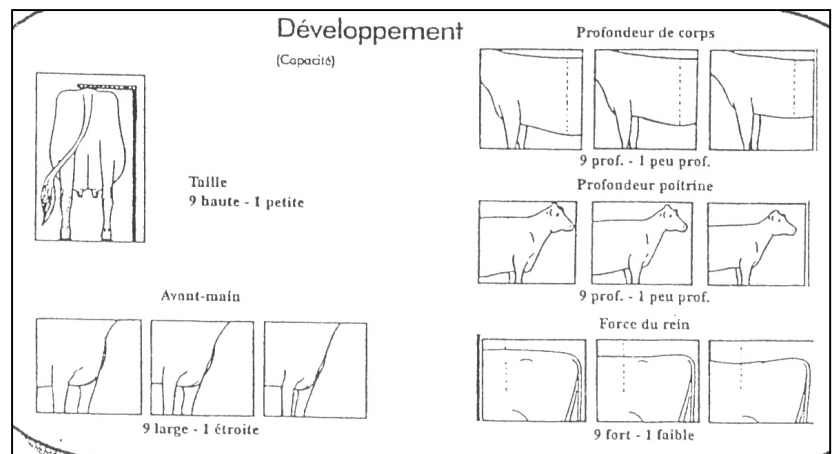 Développement
(Capacité)
Taille
9 haute - 1 petite
Avant-main
9 large - 1 étroite
Profondeur de corps
9 prof. - 1 peu prof.
Profondeur poitrine
9 prof. - 1 peu prof.
Force du rein
9 fort - 1 faible